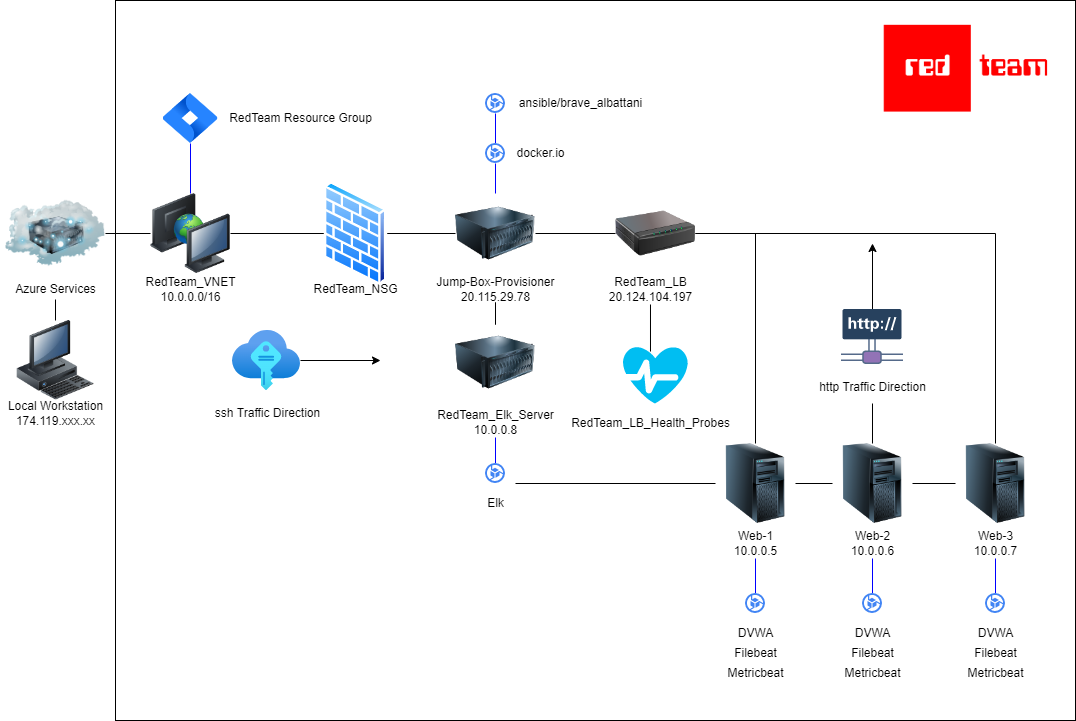 red team
ansible/brave_albattani
RedTeam Resource Group
docker.io
Azure Services
RedTeam_VNET
10.0.0.0/16
RedTeam_NSG
Jump-Box-Provisioner
20.115.29.78
RedTeam_LB
20.124.104.197
http://
http Traffic Direction
Local Workstation
174.119.xxx.xx
ssh Traffic Direction
RedTeam_Elk_Server
10.0.0.8
RedTeam_LB_Health_Probes
Elk
Web-1
10.0.0.5
Web-2
10.0.0.6
Web-3
10.0.0.7
DVWA
Filebeat
Metricbeat
DVWA
Filebeat
Metricbeat
DVWA
Filebeat
Metricbeat